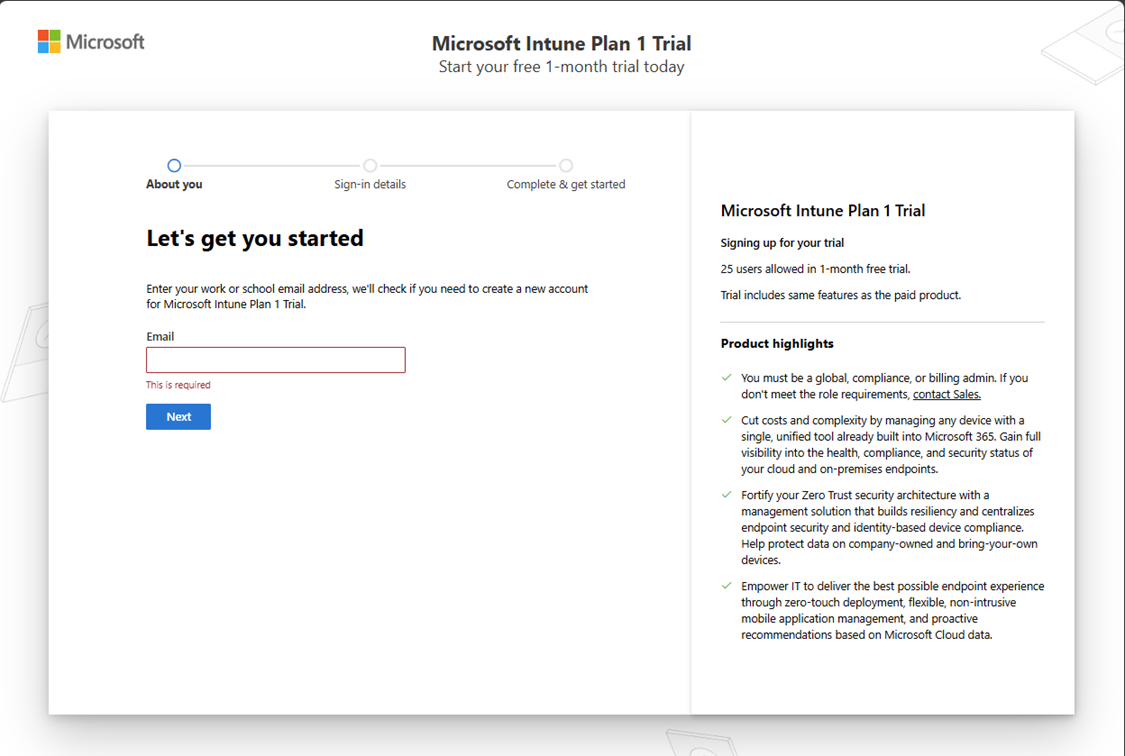 Microsoft
Microsoft Intune Plan 1 Trial
Start your free 1-month trial today
About you
Sign-in details
Complete & get started
Let's get you started
Enter your work or school email address, we'll check if you need to create a new account
for Microsoft Intune Plan 1 Trial.
Email
This is required
Next
Microsoft Intune Plan 1 Trial
Signing up for your trial
25 users allowed in 1-month free trial.
Trial includes same features as the paid product.
Product highlights
You must be a global, compliance, or billing admin. If you
don't meet the role requirements, contact Sales.
Cut costs and complexity by managing any device with a
single, unified tool already built into Microsoft 365. Gain full
visibility into the health, compliance, and security status of
your cloud and on-premises endpoints.
Fortify your Zero Trust security architecture with a
management solution that builds resiliency and centralizes
endpoint security and identity-based device compliance.
Help protect data on company-owned and bring-your-own
devices.
Empower IT to deliver the best possible endpoint experience
through zero-touch deployment, flexible, non-intrusive
mobile application management, and proactive
recommendations based on Microsoft Cloud data.